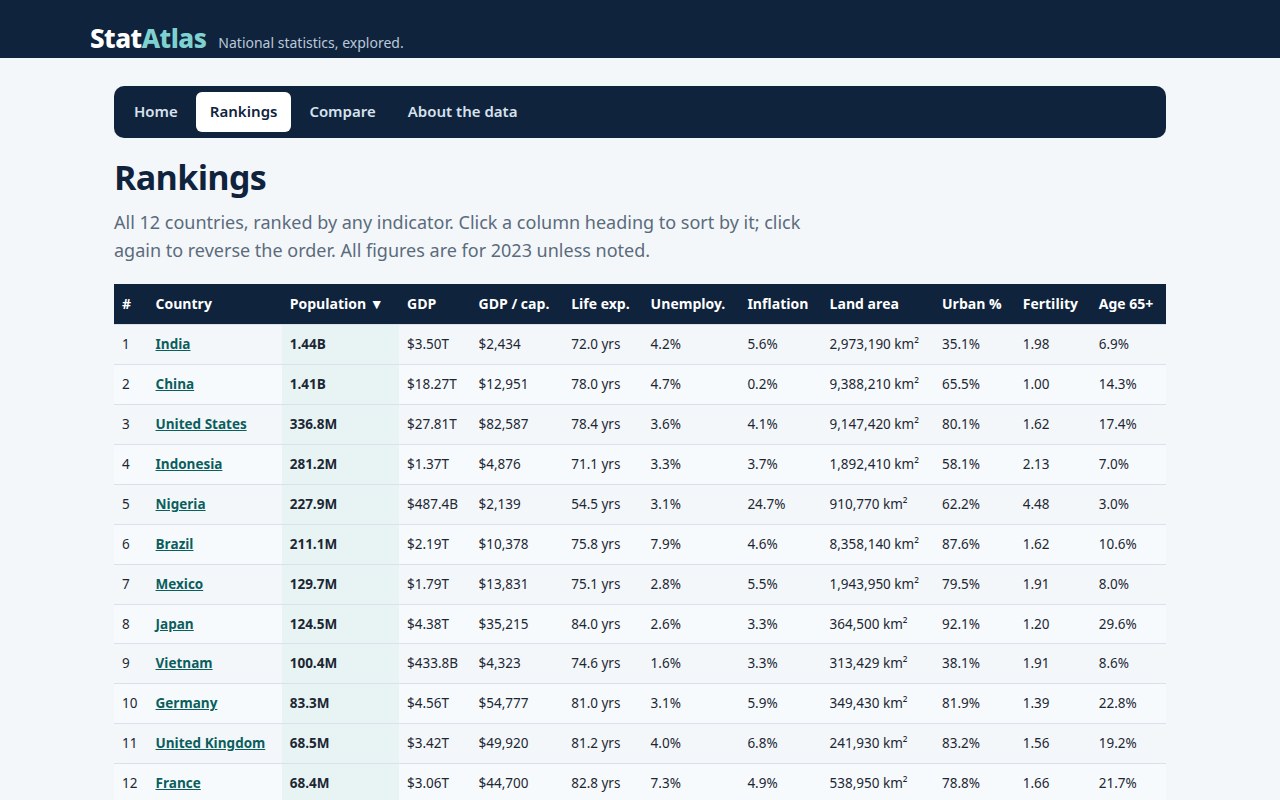 StatAtlas National statistics, explored.
Home Rankings Compare About the data
Rankings
All 12 countries, ranked by any indicator. Click a column heading to sort by it; click
again to reverse the order. All figures are for 2023 unless noted.
# Country Population ▼ GDP GDP / cap. Life exp. Unemploy. Inflation Land area Urban % Fertility Age 65+
1 India 1.44B $3.50T $2,434 72.0 yrs 4.2% 5.6% 2,973,190 km² 35.1% 1.98 6.9%
2 China 1.41B $18.27T $12,951 78.0 yrs 4.7% 0.2% 9,388,210 km² 65.5% 1.00 14.3%
3 United States 336.8M $27.81T $82,587 78.4 yrs 3.6% 4.1% 9,147,420 km² 80.1% 1.62 17.4%
4 Indonesia 281.2M $1.37T $4,876 71.1 yrs 3.3% 3.7% 1,892,410 km² 58.1% 2.13 7.0%
5 Nigeria 227.9M $487.4B $2,139 54.5 yrs 3.1% 24.7% 910,770 km² 62.2% 4.48 3.0%
6 Brazil 211.1M $2.19T $10,378 75.8 yrs 7.9% 4.6% 8,358,140 km² 87.6% 1.62 10.6%
7 Mexico 129.7M $1.79T $13,831 75.1 yrs 2.8% 5.5% 1,943,950 km² 79.5% 1.91 8.0%
8 Japan 124.5M $4.38T $35,215 84.0 yrs 2.6% 3.3% 364,500 km² 92.1% 1.20 29.6%
9 Vietnam 100.4M $433.8B $4,323 74.6 yrs 1.6% 3.3% 313,429 km² 38.1% 1.91 8.6%
10 Germany 83.3M $4.56T $54,777 81.0 yrs 3.1% 5.9% 349,430 km² 81.9% 1.39 22.8%
11 United Kingdom 68.5M $3.42T $49,920 81.2 yrs 4.0% 6.8% 241,930 km² 83.2% 1.56 19.2%
12 France 68.4M $3.06T $44,700 82.8 yrs 7.3% 4.9% 538,950 km² 78.8% 1.66 21.7%